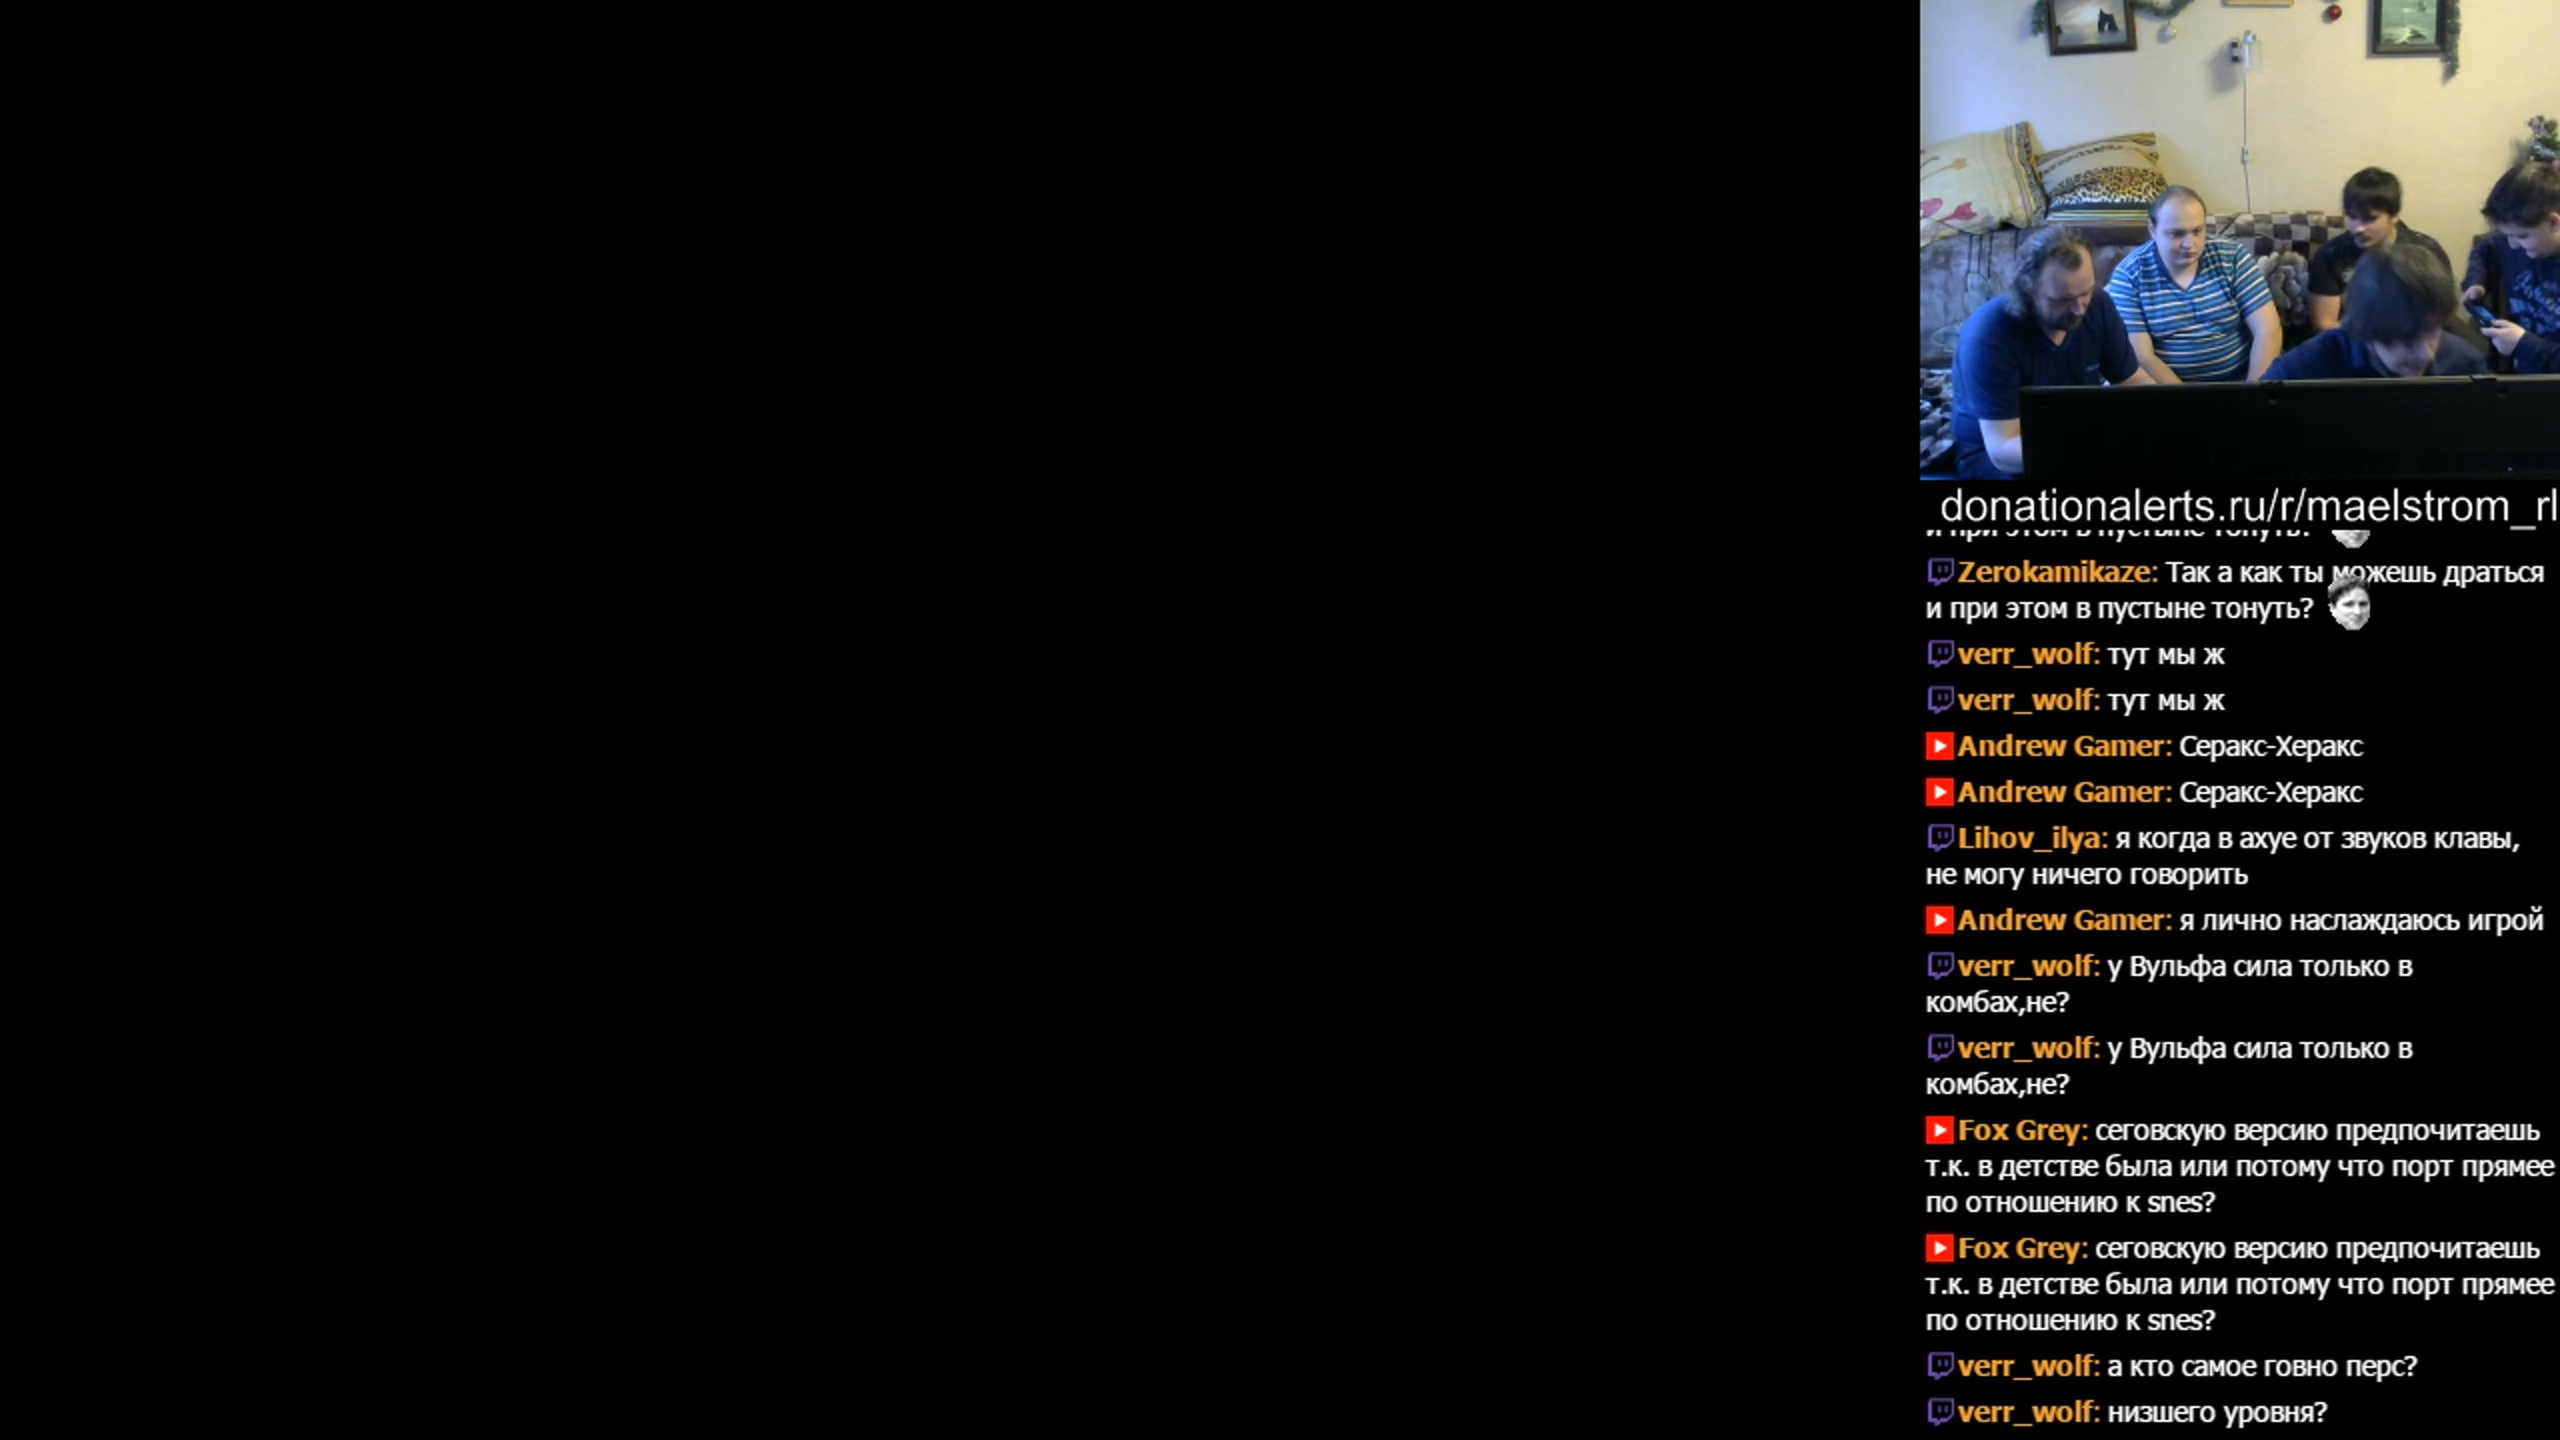 donationalerts.ru/r/maelstrom_rl
и при этом в пустыне тонуть?
Zerokamikaze: Так а как ты можешь драться
и при этом в пустыне тонуть?
verr_wolf: тут мы ж
verr_wolf: тут мы ж
Andrew Gamer: Серакс-Херакс
Andrew Gamer: Серакс-Херакс
Lihov_ilya: я когда в ахуе от звуков клавы,
не могу ничего говорить
Andrew Gamer: я лично наслаждаюсь игрой
verr_wolf: у Вульфа сила только в
комбах,не?
verr_wolf: у Вульфа сила только в
комбах,не?
Fox Grey: сеговскую версию предпочитаешь
т.к. в детстве была или потому что порт прямее
по отношению к snes?
Fox Grey: сеговскую версию предпочитаешь
т.к. в детстве была или потому что порт прямее
по отношению к snes?
verr_wolf: а кто самое говно перс?
verr_wolf: низшего уровня?